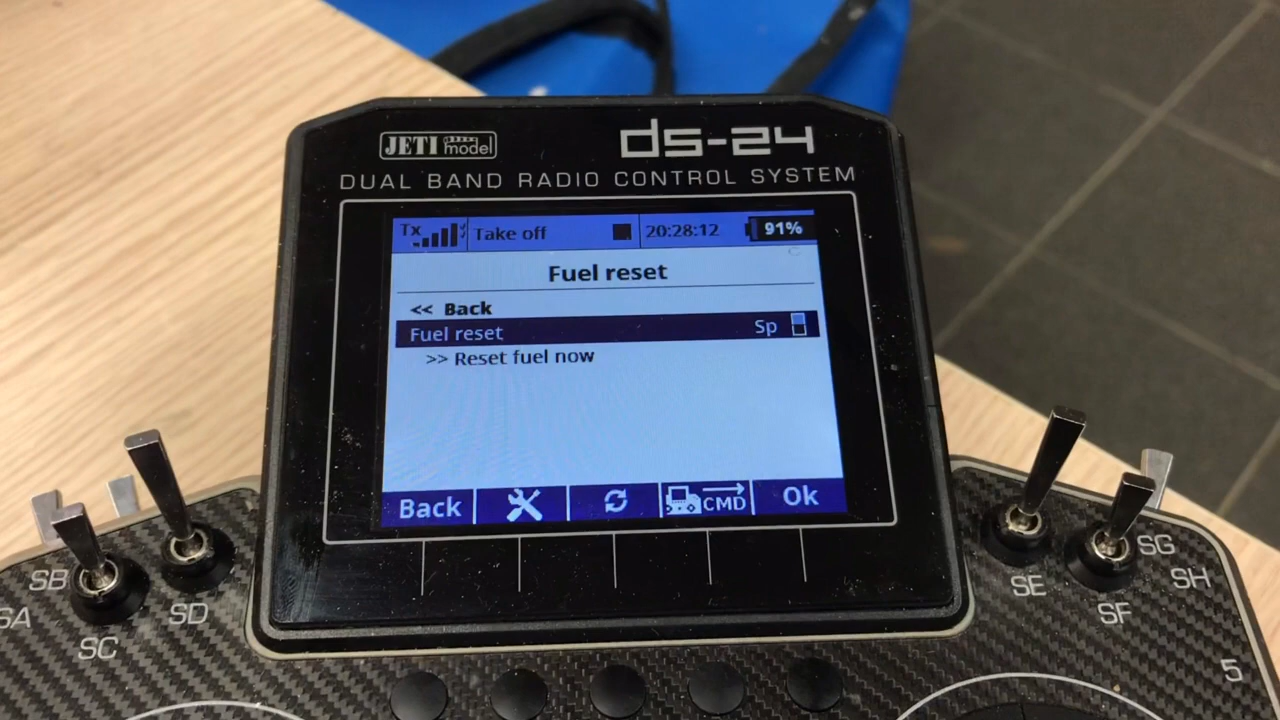 JETI model
ds-24
DUAL BAND RADIO CONTROL SYSTEM
Tx Take off 20:28:12 91%
Fuel reset
<< Back
Fuel reset Sp
>> Reset fuel now
Back CMD Ok
SB
SA
SC
SD
SE
SF
SG
SH
5